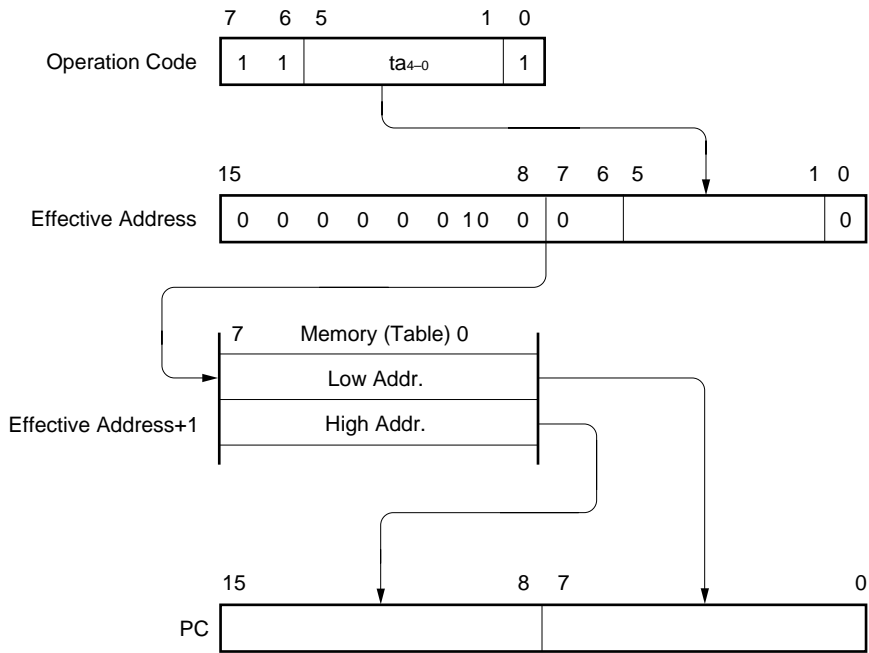 7 6 5 1 0
Operation Code 1 1 ta4–0 1
15 8 7 6 5 1 0
Effective Address 0 0 0 0 0 0 10 0 0 0
7 Memory (Table) 0
Low Addr.
Effective Address+1 High Addr.
15 8 7 0
PC